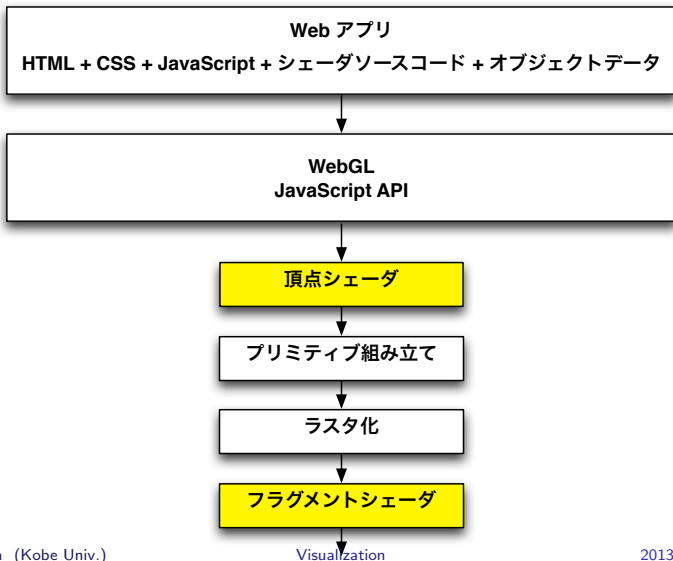 Web アプリ
HTML + CSS + JavaScript + シェーダソースコード + オブジェクトデータ
WebGL
JavaScript API
頂点シェーダ
プリミティブ組み立て
ラスタ化
フラグメントシェーダ
(Kobe Univ.) Visualization 2013